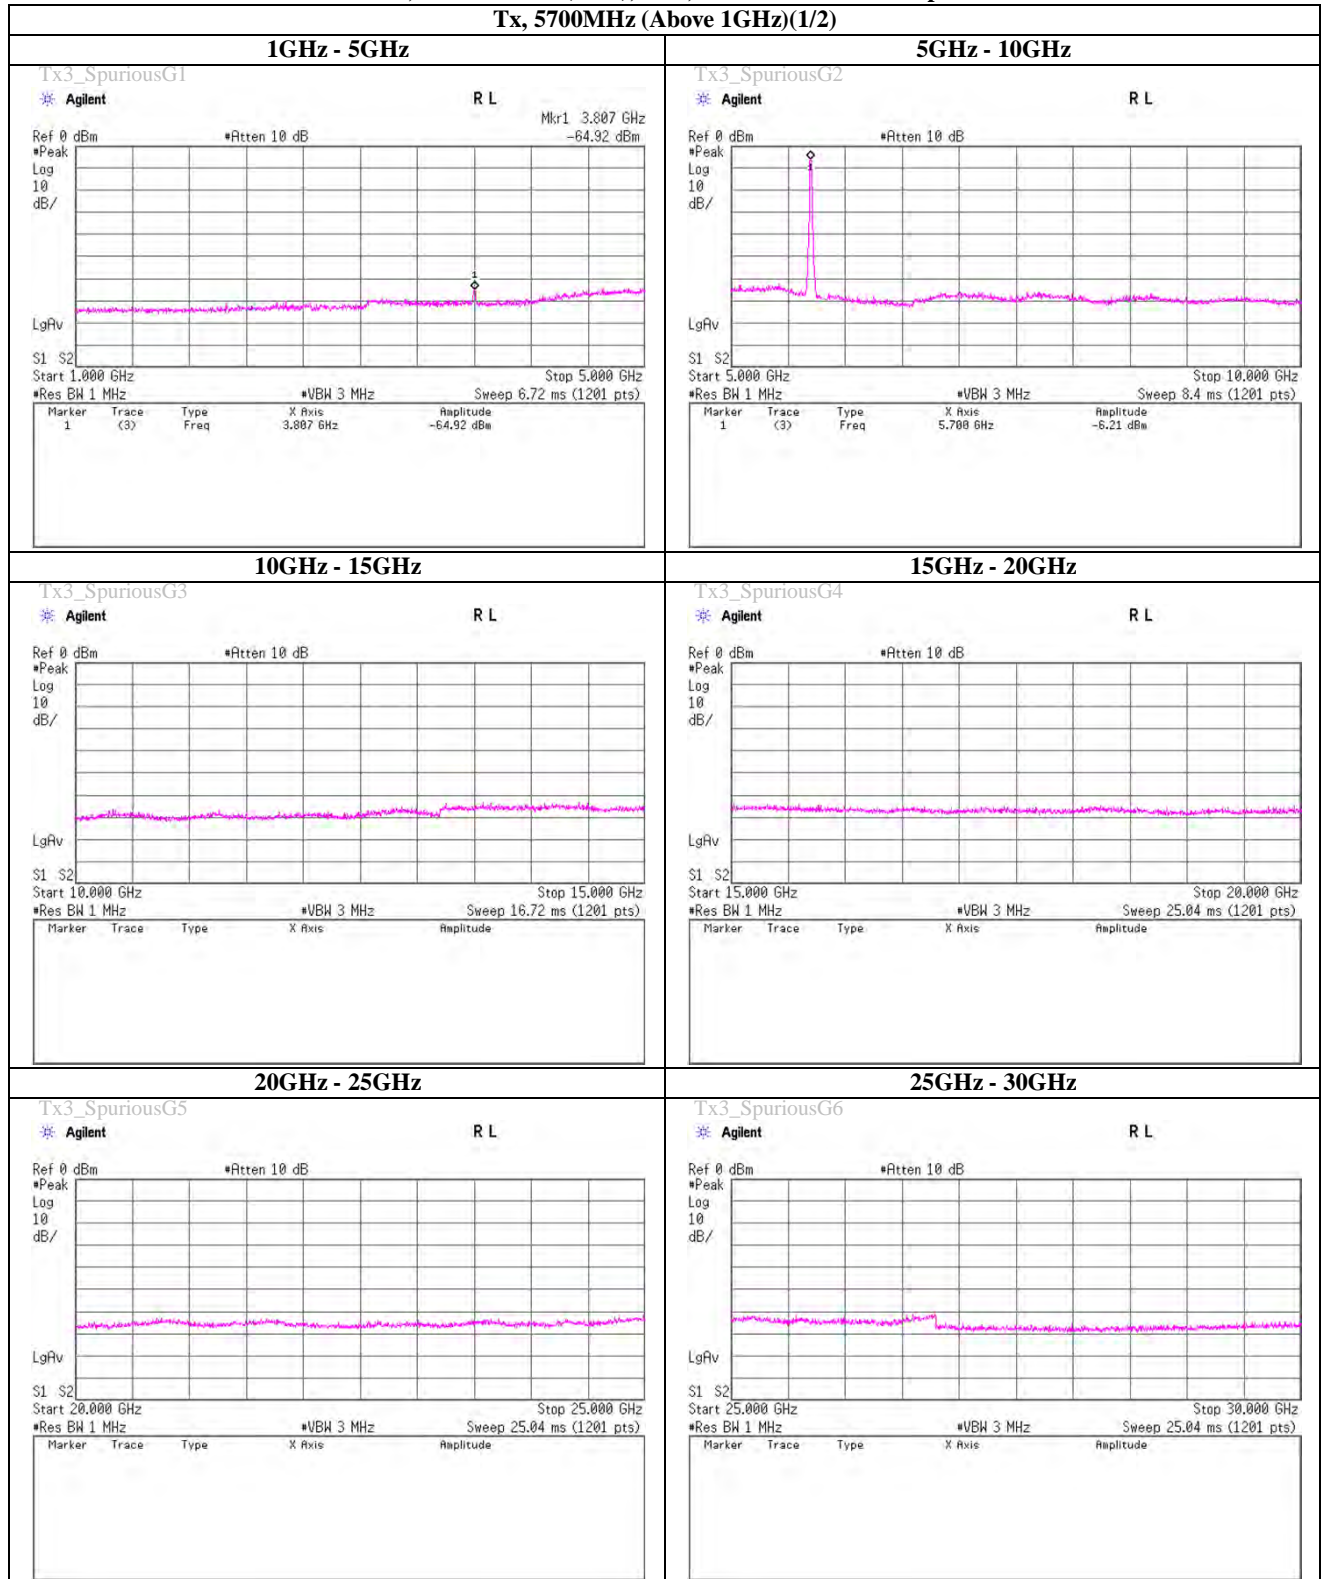 Tx, 5700MHz (Above 1GHz)(1/2)
1GHz - 5GHz
Tx3_SpuriousG1
Agilent
R L
Mkr1 3.807 GHz
Ref 0 dBm #Atten 10 dB -64.92 dBm
#Peak
Log
10
dB/
1
LgAv
S1 S2
Start 1.000 GHz Stop 5.000 GHz
#Res BW 1 MHz #VBW 3 MHz Sweep 6.72 ms (1201 pts)
Marker Trace Type X Axis Amplitude
1 (3) Freq 3.807 GHz -64.92 dBm
5GHz - 10GHz
Tx3_SpuriousG2
Agilent
R L
Ref 0 dBm #Atten 10 dB
#Peak
Log
10
dB/
1
LgAv
S1 S2
Start 5.000 GHz Stop 10.000 GHz
#Res BW 1 MHz #VBW 3 MHz Sweep 8.4 ms (1201 pts)
Marker Trace Type X Axis Amplitude
1 (3) Freq 5.700 GHz -6.21 dBm
10GHz - 15GHz
Tx3_SpuriousG3
Agilent
R L
Ref 0 dBm #Atten 10 dB
#Peak
Log
10
dB/
LgAv
S1 S2
Start 10.000 GHz Stop 15.000 GHz
#Res BW 1 MHz #VBW 3 MHz Sweep 16.72 ms (1201 pts)
Marker Trace Type X Axis Amplitude
15GHz - 20GHz
Tx3_SpuriousG4
Agilent
R L
Ref 0 dBm #Atten 10 dB
#Peak
Log
10
dB/
LgAv
S1 S2
Start 15.000 GHz Stop 20.000 GHz
#Res BW 1 MHz #VBW 3 MHz Sweep 25.04 ms (1201 pts)
Marker Trace Type X Axis Amplitude
20GHz - 25GHz
Tx3_SpuriousG5
Agilent
R L
Ref 0 dBm #Atten 10 dB
#Peak
Log
10
dB/
LgAv
S1 S2
Start 20.000 GHz Stop 25.000 GHz
#Res BW 1 MHz #VBW 3 MHz Sweep 25.04 ms (1201 pts)
Marker Trace Type X Axis Amplitude
25GHz - 30GHz
Tx3_SpuriousG6
Agilent
R L
Ref 0 dBm #Atten 10 dB
#Peak
Log
10
dB/
LgAv
S1 S2
Start 25.000 GHz Stop 30.000 GHz
#Res BW 1 MHz #VBW 3 MHz Sweep 25.04 ms (1201 pts)
Marker Trace Type X Axis Amplitude